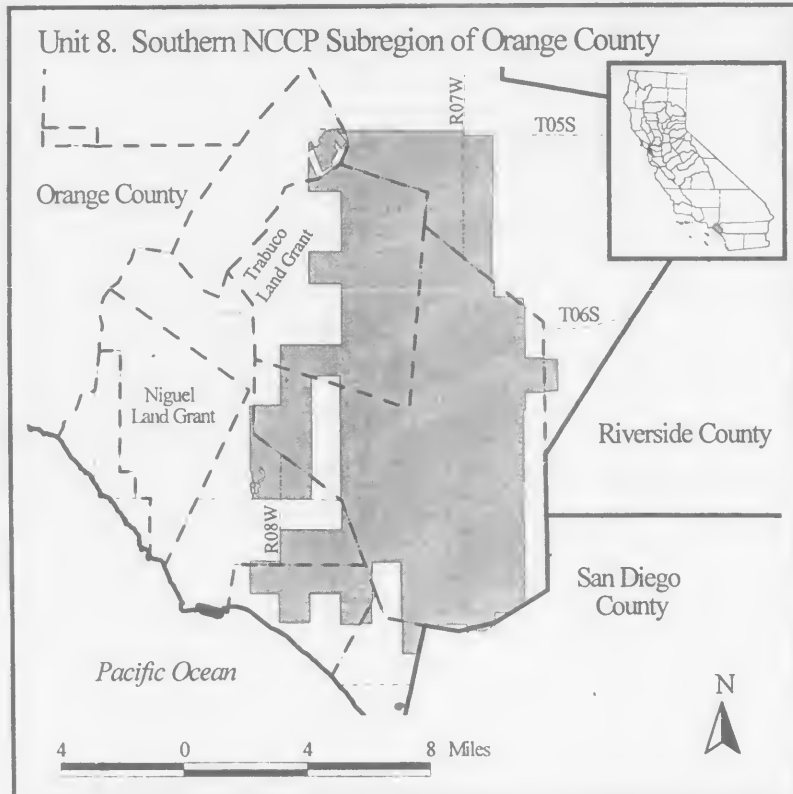 Unit 8. Southern NCCP Subregion of Orange County
R07W
T05S
Orange County
Trabuco
Land Grant
T06S
Niguel
Land Grant
Riverside County
R08W
San Diego
County
Pacific Ocean
N
4 0 4 8 Miles